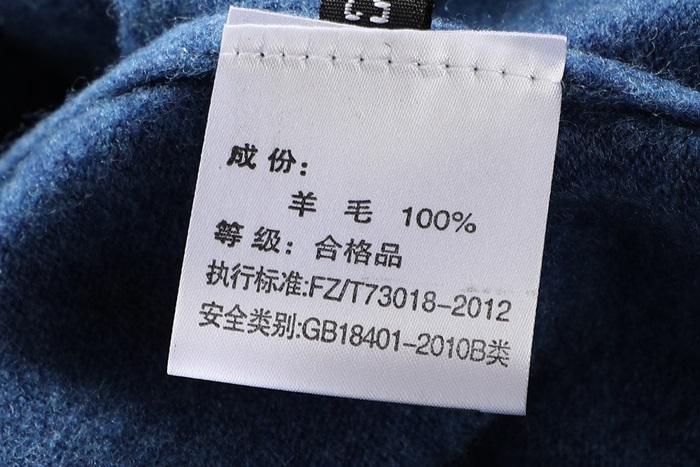 成份:
羊毛 100%
等级: 合格品
执行标准:FZ/T73018-2012
安全类别:GB18401-2010B类